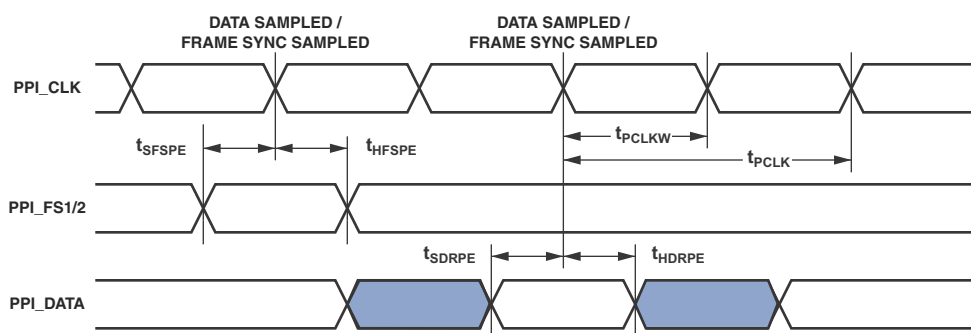 DATA SAMPLED /
FRAME SYNC SAMPLED
DATA SAMPLED /
FRAME SYNC SAMPLED
PPI_CLK
tPCLKW
tSFSPE
tHFSPE
tPCLK
PPI_FS1/2
tSDRPE
tHDRPE
PPI_DATA